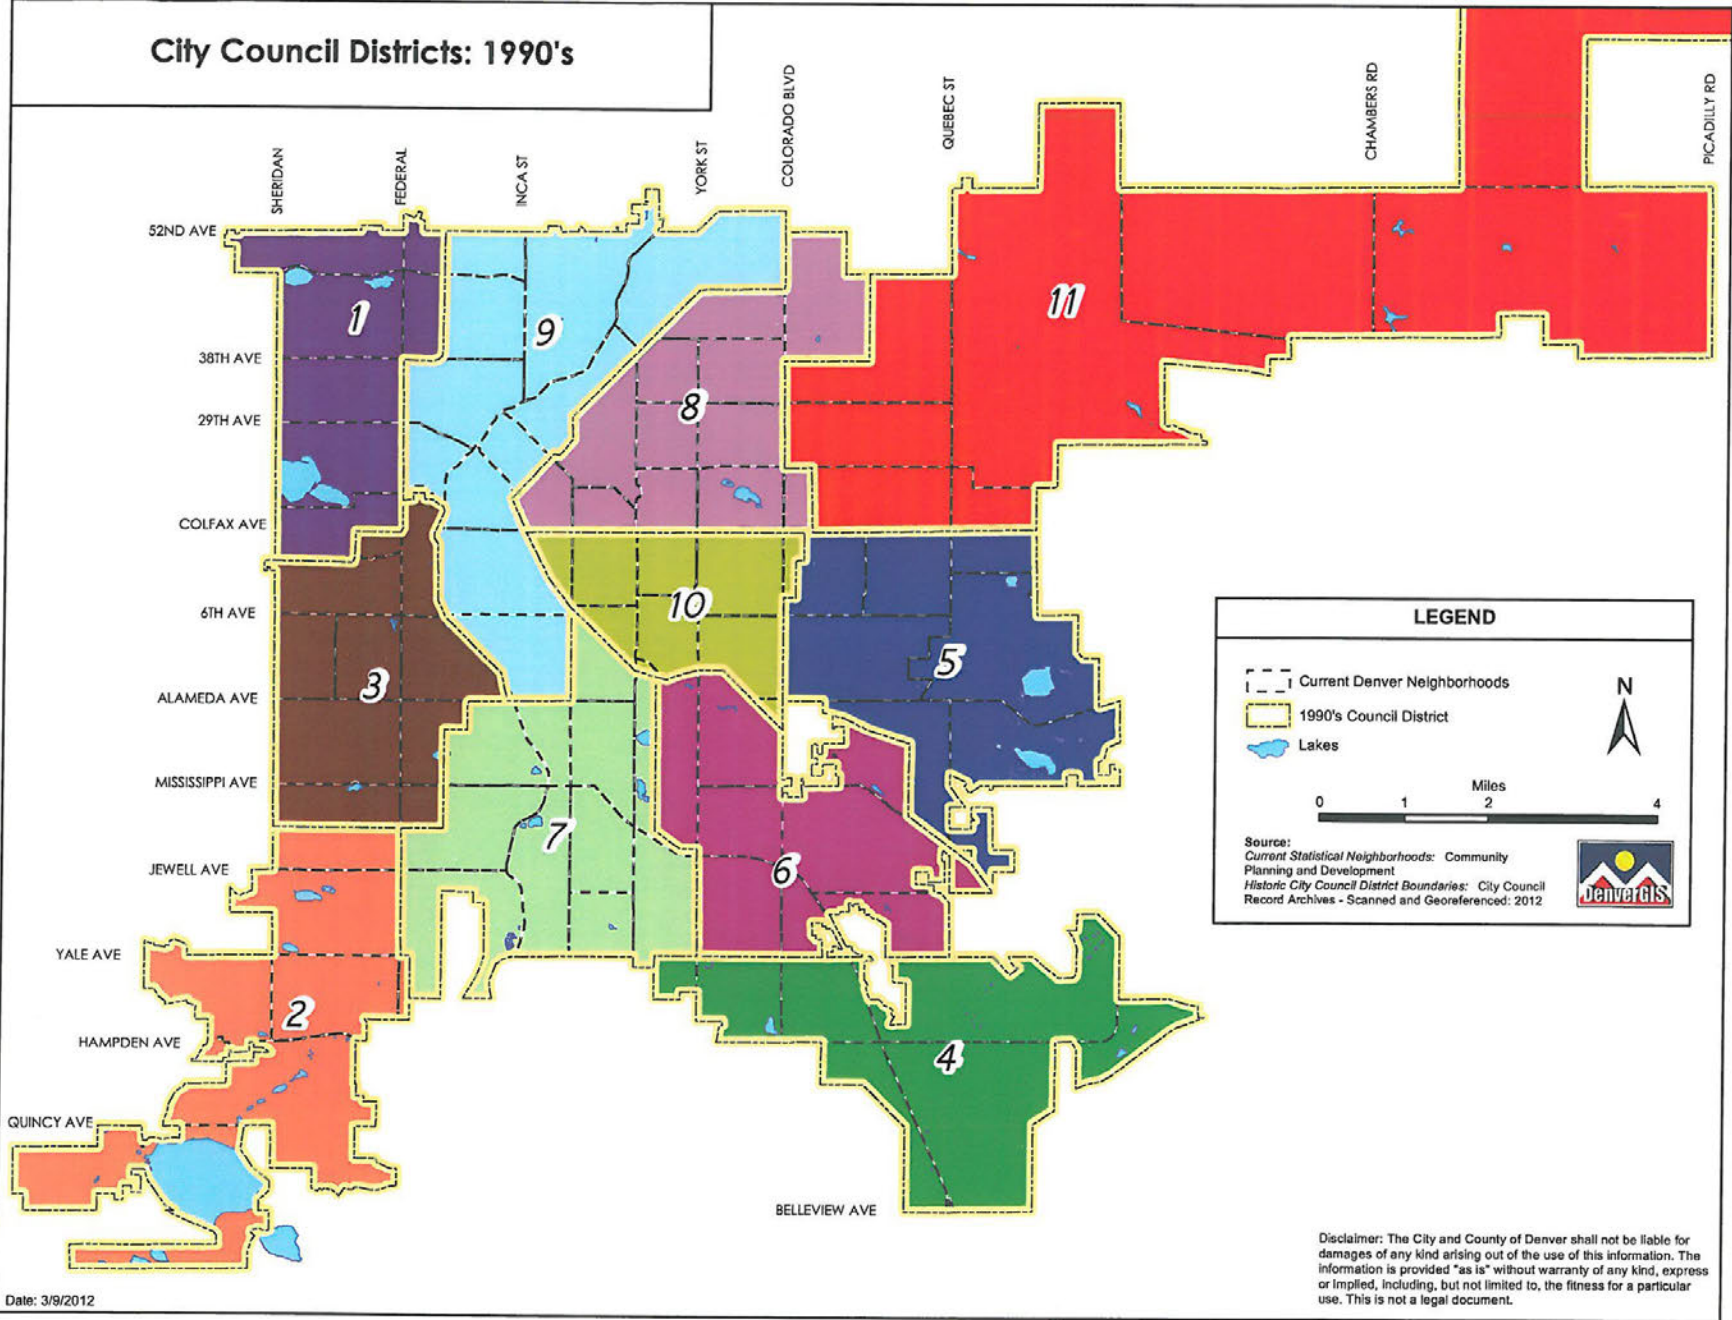 City Council Districts: 1990's
SHERIDAN
FEDERAL
INCA ST
YORK ST
COLORADO BLVD
QUEBEC ST
CHAMBERS RD
PICADILLY RD
52ND AVE
38TH AVE
29TH AVE
COLFAX AVE
6TH AVE
ALAMEDA AVE
MISSISSIPPI AVE
JEWELL AVE
YALE AVE
HAMPDEN AVE
QUINCY AVE
BELLEVIEW AVE
1
9
11
8
10
3
5
7
6
2
4
LEGEND
Current Denver Neighborhoods
1990's Council District
Lakes
N
Miles
0 1 2 4
Source:
Current Statistical Neighborhoods: Community
Planning and Development
Historic City Council District Boundaries: City Council
Record Archives - Scanned and Georeferenced: 2012
DenverGIS
Disclaimer: The City and County of Denver shall not be liable for
damages of any kind arising out of the use of this information. The
information is provided "as is" without warranty of any kind, express
or implied, including, but not limited to, the fitness for a particular
use. This is not a legal document.
Date: 3/9/2012